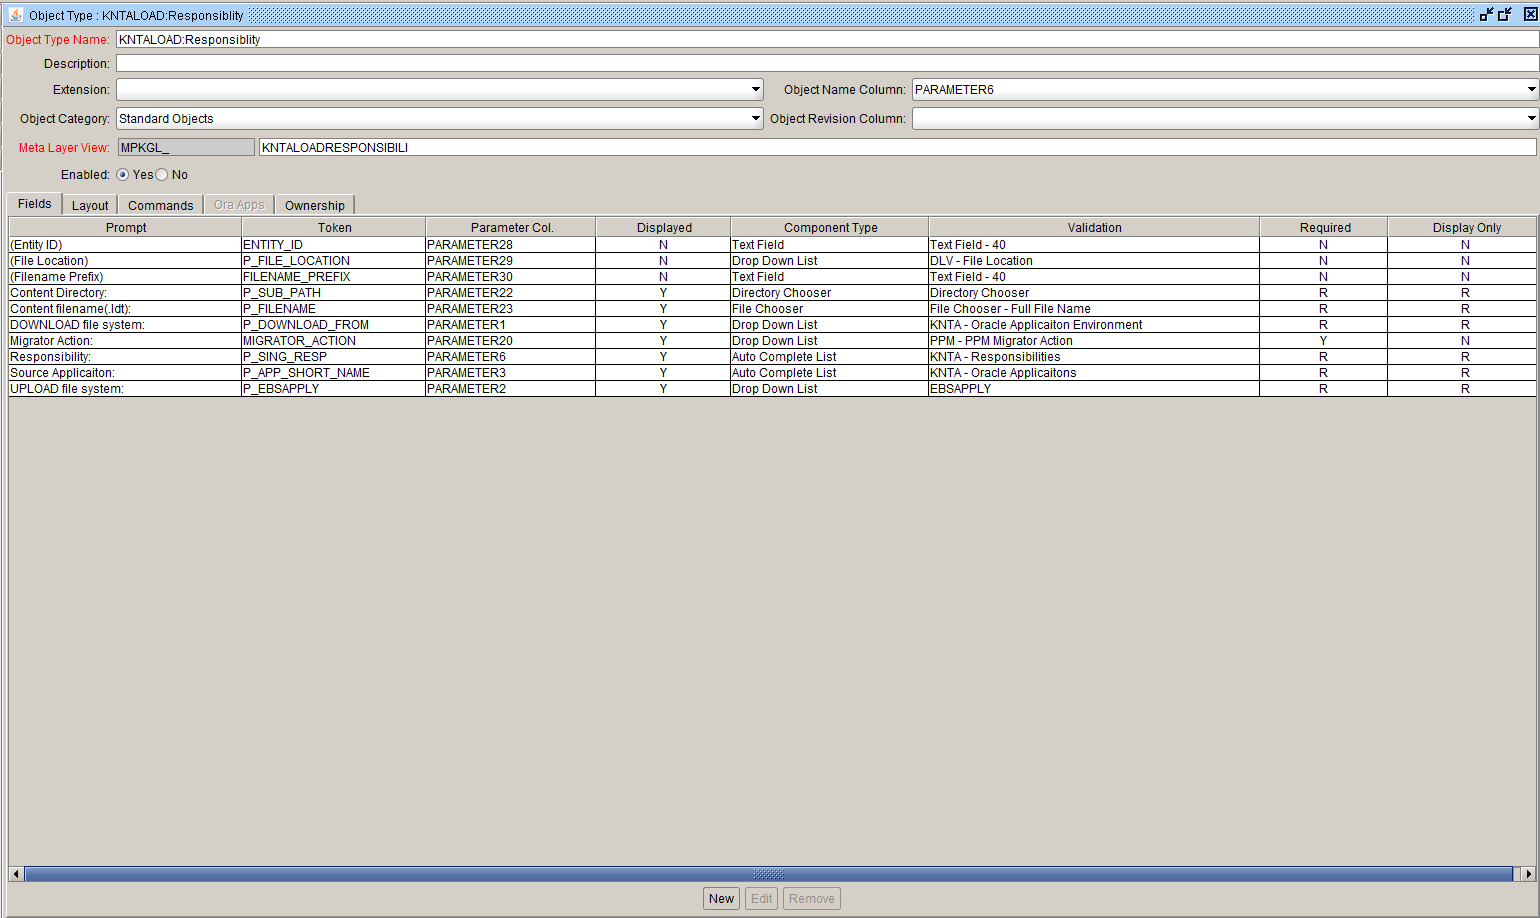 Object Type : KNTALOAD:Responsiblity
Object Type Name: KNTALOAD:Responsiblity
Description:
Extension: Object Name Column: PARAMETER6
Object Category: Standard Objects Object Revision Column:
Meta Layer View: MPKGL_ KNTALOADRESPONSIBILI
Enabled: Yes No
Fields Layout Commands Ora Apps Ownership
Prompt Token Parameter Col. Displayed Component Type Validation Required Display Only
(Entity ID) ENTITY_ID PARAMETER28 N Text Field Text Field - 40 N N
(File Location) P_FILE_LOCATION PARAMETER29 N Drop Down List DLV - File Location N N
(Filename Prefix) FILENAME_PREFIX PARAMETER30 N Text Field Text Field - 40 N N
Content Directory: P_SUB_PATH PARAMETER22 Y Directory Chooser Directory Chooser R R
Content filename(.ldt): P_FILENAME PARAMETER23 Y File Chooser File Chooser - Full File Name R R
DOWNLOAD file system: P_DOWNLOAD_FROM PARAMETER1 Y Drop Down List KNTA - Oracle Applicaiton Environment R R
Migrator Action: MIGRATOR_ACTION PARAMETER20 Y Drop Down List PPM - PPM Migrator Action Y N
Responsibility: P_SING_RESP PARAMETER6 Y Auto Complete List KNTA - Responsibilities R R
Source Applicaiton: P_APP_SHORT_NAME PARAMETER3 Y Auto Complete List KNTA - Oracle Applicaitons R R
UPLOAD file system: P_EBSAPPLY PARAMETER2 Y Drop Down List EBSAPPLY R R
New Edit Remove